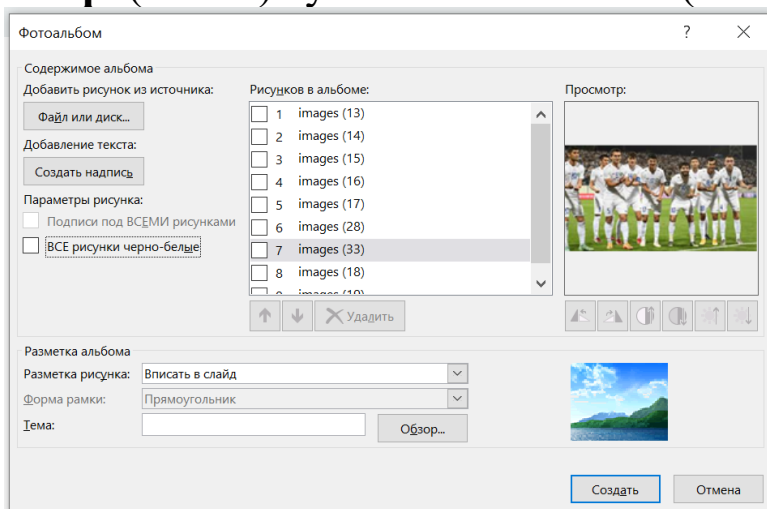 Фотоальбом
?
Содержимое альбома
Добавить рисунок из источника:
Файл или диск...
Добавление текста:
Создать надпись
Параметры рисунка:
Подписи под ВСЕМИ рисунками
ВСЕ рисунки черно-белые
Рисунков в альбоме:
1 images (13)
2 images (14)
3 images (15)
4 images (16)
5 images (17)
6 images (28)
7 images (33)
8 images (18)
Удалить
Просмотр:
Разметка альбома
Разметка рисунка: Вписать в слайд
Форма рамки: Прямоугольник
Тема:
Обзор...
Создать
Отмена